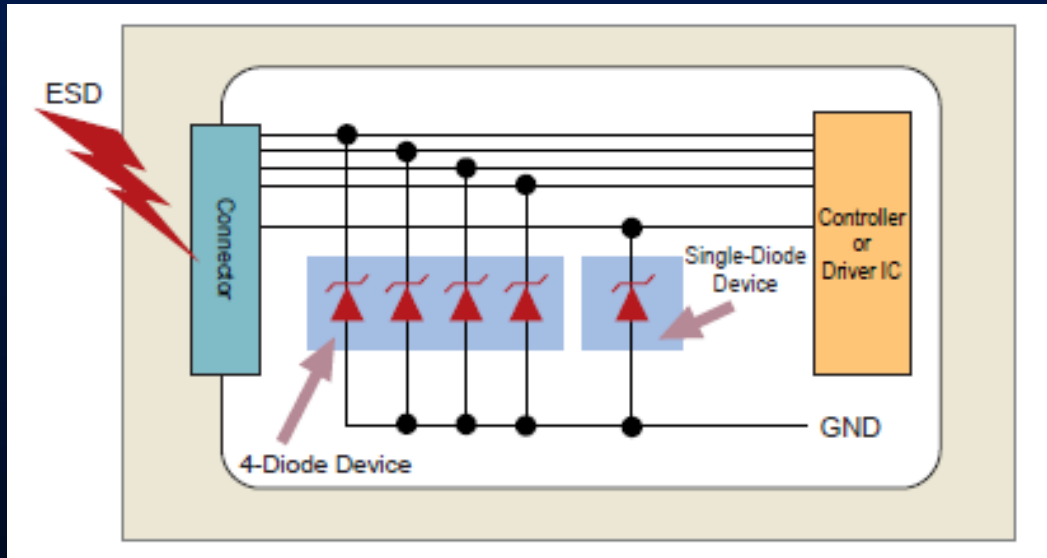 ESD
Connector
Controller
or
Driver IC
Single-Diode
Device
GND
4-Diode Device